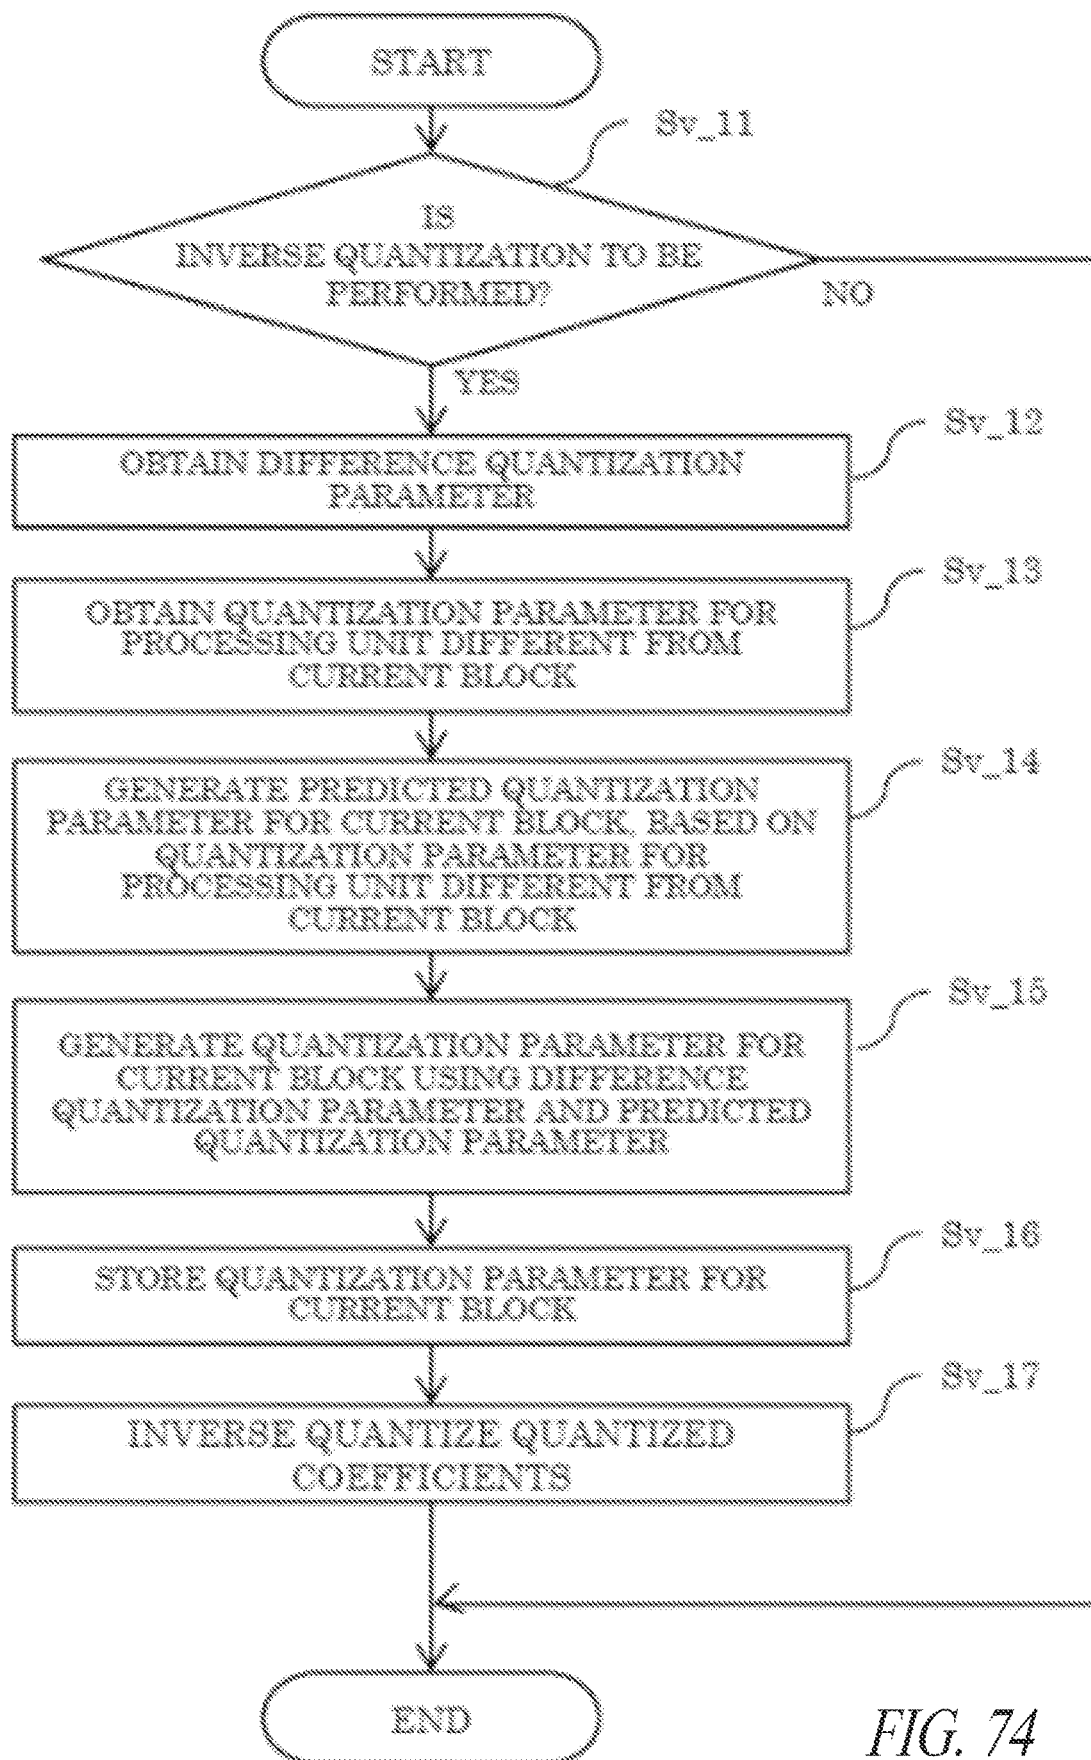 START
Sv_11
IS
INVERSE QUANTIZATION TO BE
PERFORMED?
NO
YES
Sv_12
OBTAIN DIFFERENCE QUANTIZATION
PARAMETER
Sv_13
OBTAIN QUANTIZATION PARAMETER FOR
PROCESSING UNIT DIFFERENT FROM
CURRENT BLOCK
Sv_14
GENERATE PREDICTED QUANTIZATION
PARAMETER FOR CURRENT BLOCK, BASED ON
QUANTIZATION PARAMETER FOR
PROCESSING UNIT DIFFERENT FROM
CURRENT BLOCK
Sv_15
GENERATE QUANTIZATION PARAMETER FOR
CURRENT BLOCK USING DIFFERENCE
QUANTIZATION PARAMETER AND PREDICTED
QUANTIZATION PARAMETER
Sv_16
STORE QUANTIZATION PARAMETER FOR
CURRENT BLOCK
Sv_17
INVERSE QUANTIZE QUANTIZED
COEFFICIENTS
END
FIG. 74